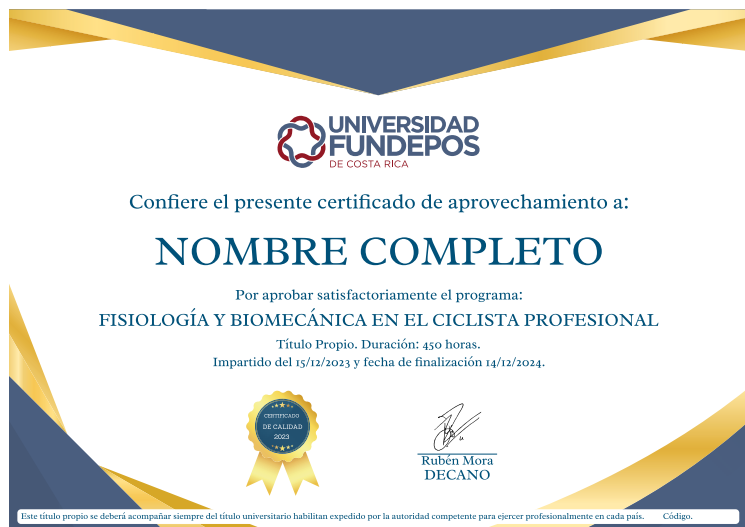 UNIVERSIDAD
FUNDEPOS
DE COSTA RICA
Confiere el presente certificado de aprovechamiento a:
NOMBRE COMPLETO
Por aprobar satisfactoriamente el programa:
FISIOLOGÍA Y BIOMECÁNICA EN EL CICLISTA PROFESIONAL
Título Propio. Duración: 450 horas.
Impartido del 15/12/2023 y fecha de finalización 14/12/2024.
CERTIFICADO
DE CALIDAD
2023
Rubén Mora
DECANO
Este título propio se deberá acompañar siempre del título universitario habilitan expedido por la autoridad competente para ejercer profesionalmente en cada país. Código.